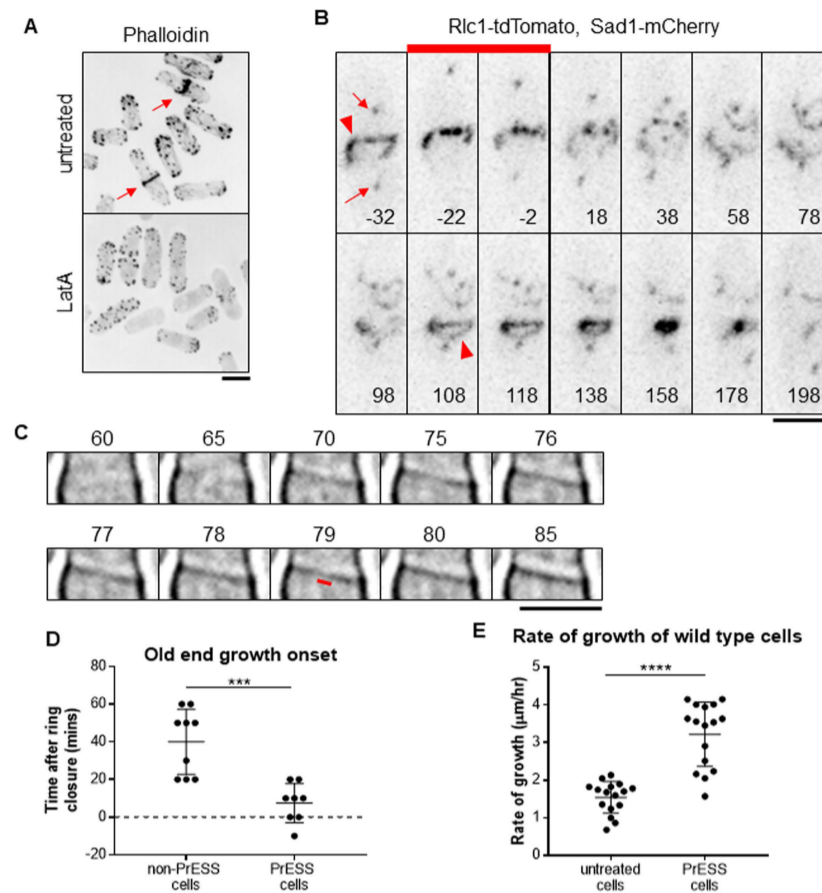 A
Phalloidin
untreated
LatA
B
Rlc1-tdTomato, Sad1-mCherry
-32 -22 -2 18 38 58 78
98 108 118 138 158 178 198
C
60 65 70 75 76
77 78 79 80 85
D
Old end growth onset
Time after ring
closure (mins)
80
60
40
20
0
-20
***
non-PrESS
cells
PrESS
cells
E
Rate of growth of wild type cells
Rate of growth (μm/hr)
5
4
3
2
1
0
****
untreated
cells
PrESS
cells